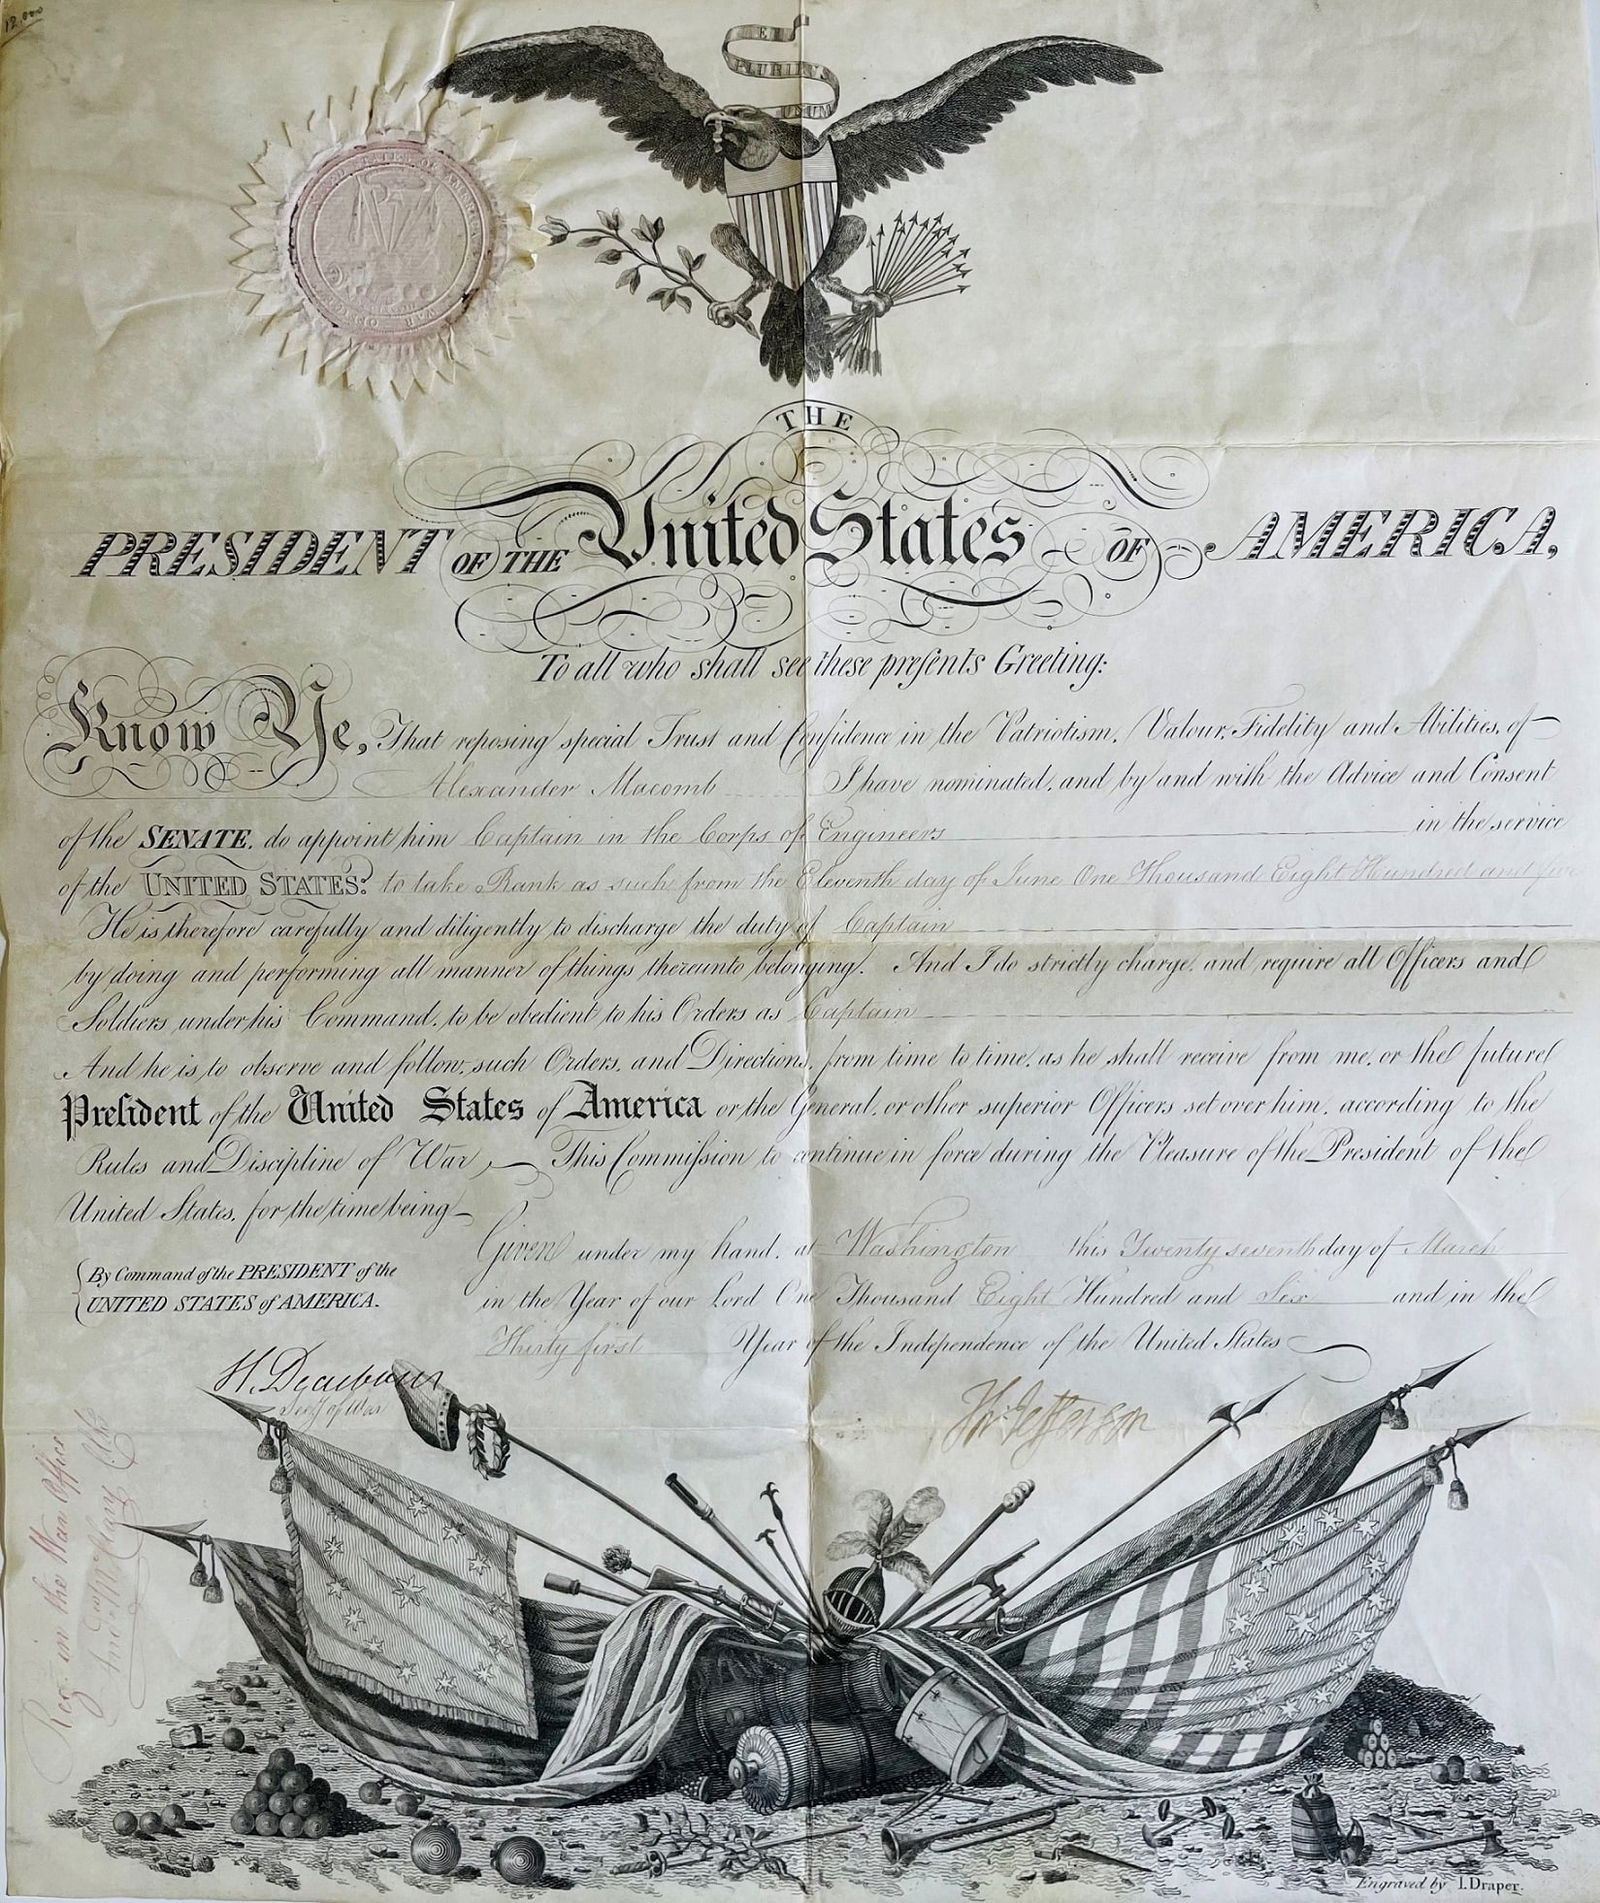 12,000
E
PLURIBUS
UNUM
THE
PRESIDENT OF THE United States OF AMERICA,
To all who shall see these presents Greeting:
Know Ye, That reposing special Trust and Confidence in the Patriotism, Valour, Fidelity and Abilities, of
Alexander Macomb I have nominated, and by and with the Advice and Consent
of the SENATE, do appoint him Captain in the Corps of Engineers in the service
of the UNITED STATES: to take Rank as such from the Eleventh day of June One Thousand Eight Hundred and five
He is therefore carefully and diligently to discharge the duty of Captain
by doing and performing all manner of things thereunto belonging. And I do strictly charge, and require all Officers and
Soldiers under his Command, to be obedient to his Orders as Captain
And he is to observe and follow, such Orders, and Directions, from time to time, as he shall receive from me, or the future
President of the United States of America or the General, or other superior Officers set over him, according to the
Rules and Discipline of War, This Commission to continue in force during the Pleasure of the President of the
United States, for the time being
Given under my hand, at Washington this Twenty seventh day of March
in the Year of our Lord One Thousand Eight Hundred and Six and in the
Thirty first Year of the Independence of the United States
By Command of the PRESIDENT of the
UNITED STATES of AMERICA.
H. Dearborn
Secy of War
Th: Jefferson
Reg. in the War Office
Engraved by I. Draper.